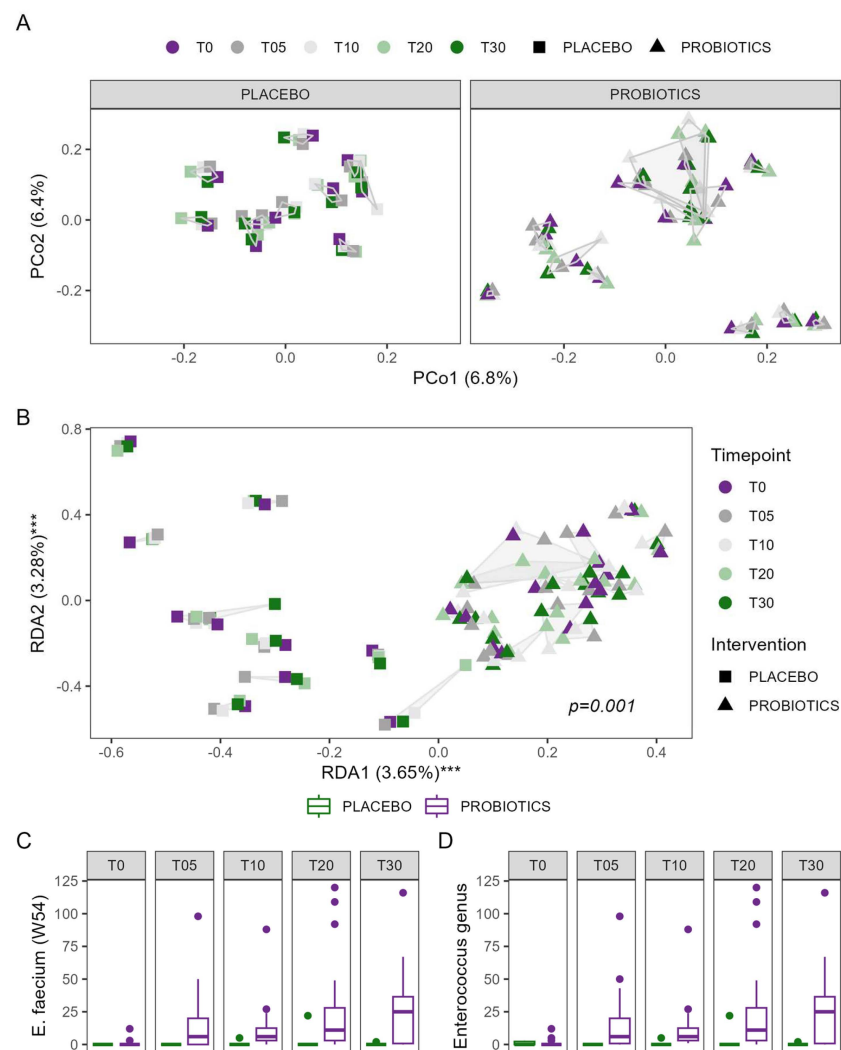 A
T0 T05 T10 T20 T30 PLACEBO PROBIOTICS
PLACEBO PROBIOTICS
PCo2 (6.4%)
0.2
0.0
-0.2
-0.2 0.0 0.2 -0.2 0.0 0.2
PCo1 (6.8%)
B
RDA2 (3.28%)***
0.8
0.4
0.0
-0.4
p=0.001
-0.6 -0.4 -0.2 0.0 0.2 0.4
RDA1 (3.65%)***
Timepoint
T0
T05
T10
T20
T30
Intervention
PLACEBO
PROBIOTICS
PLACEBO PROBIOTICS
C
T0 T05 T10 T20 T30
E. faecium (W54)
125
100
75
50
25
0
D
T0 T05 T10 T20 T30
Enterococcus genus
125
100
75
50
25
0